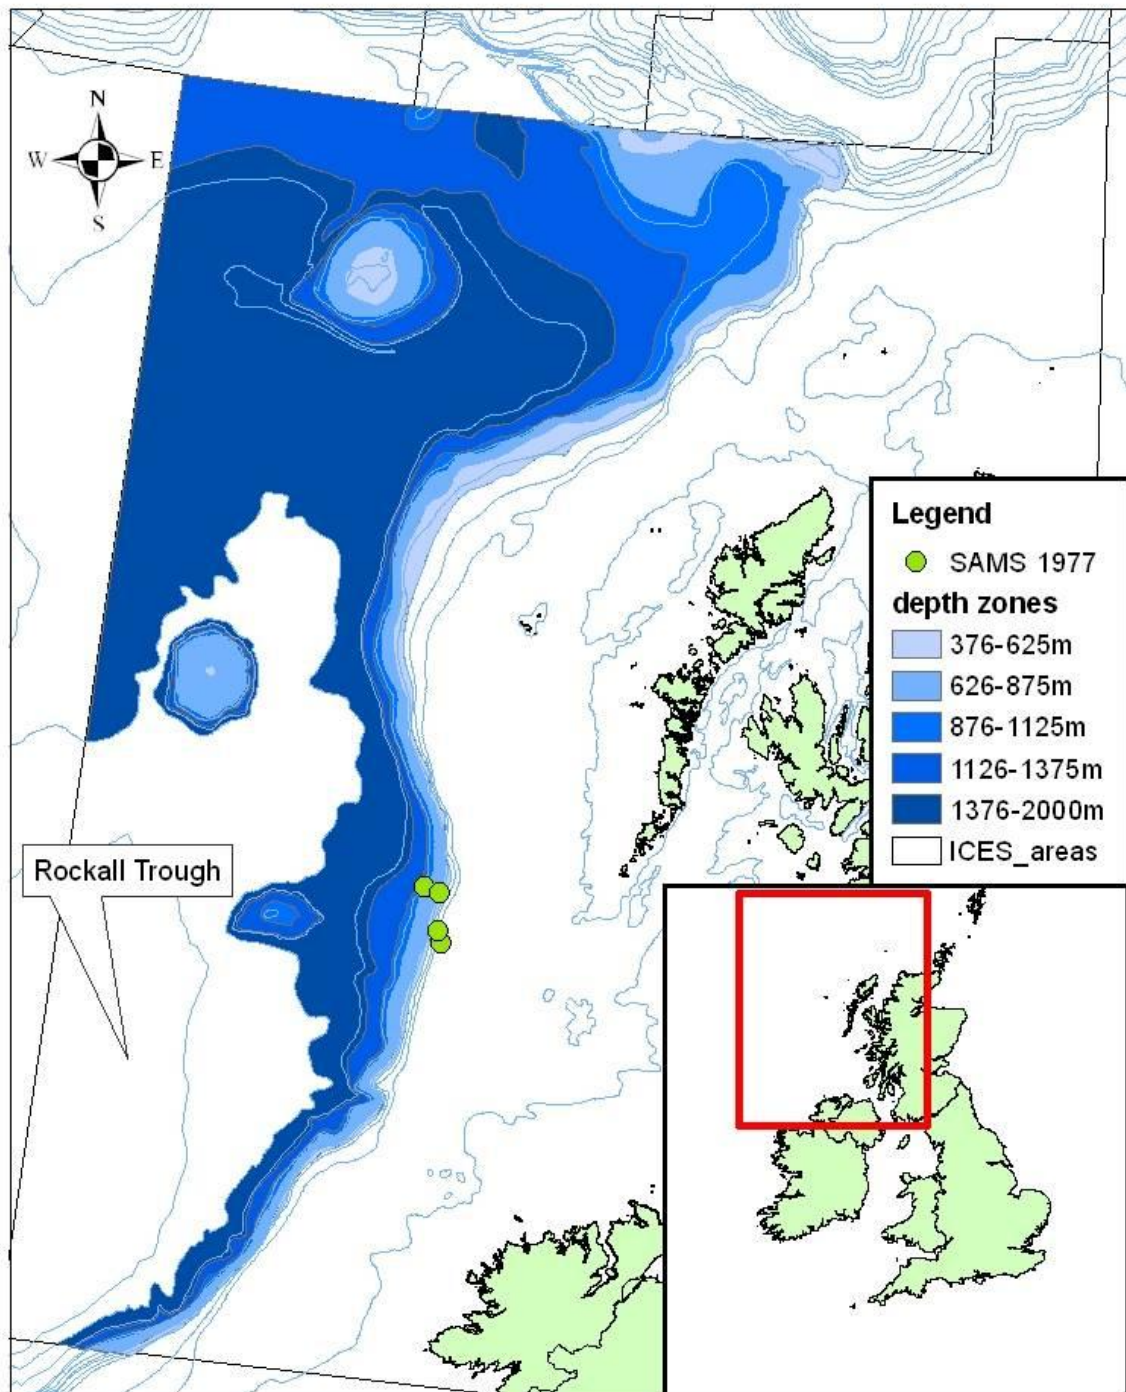 N
W E
S
Legend
SAMS 1977
depth zones
376-625m
626-875m
876-1125m
1126-1375m
1376-2000m
ICES_areas
Rockall Trough